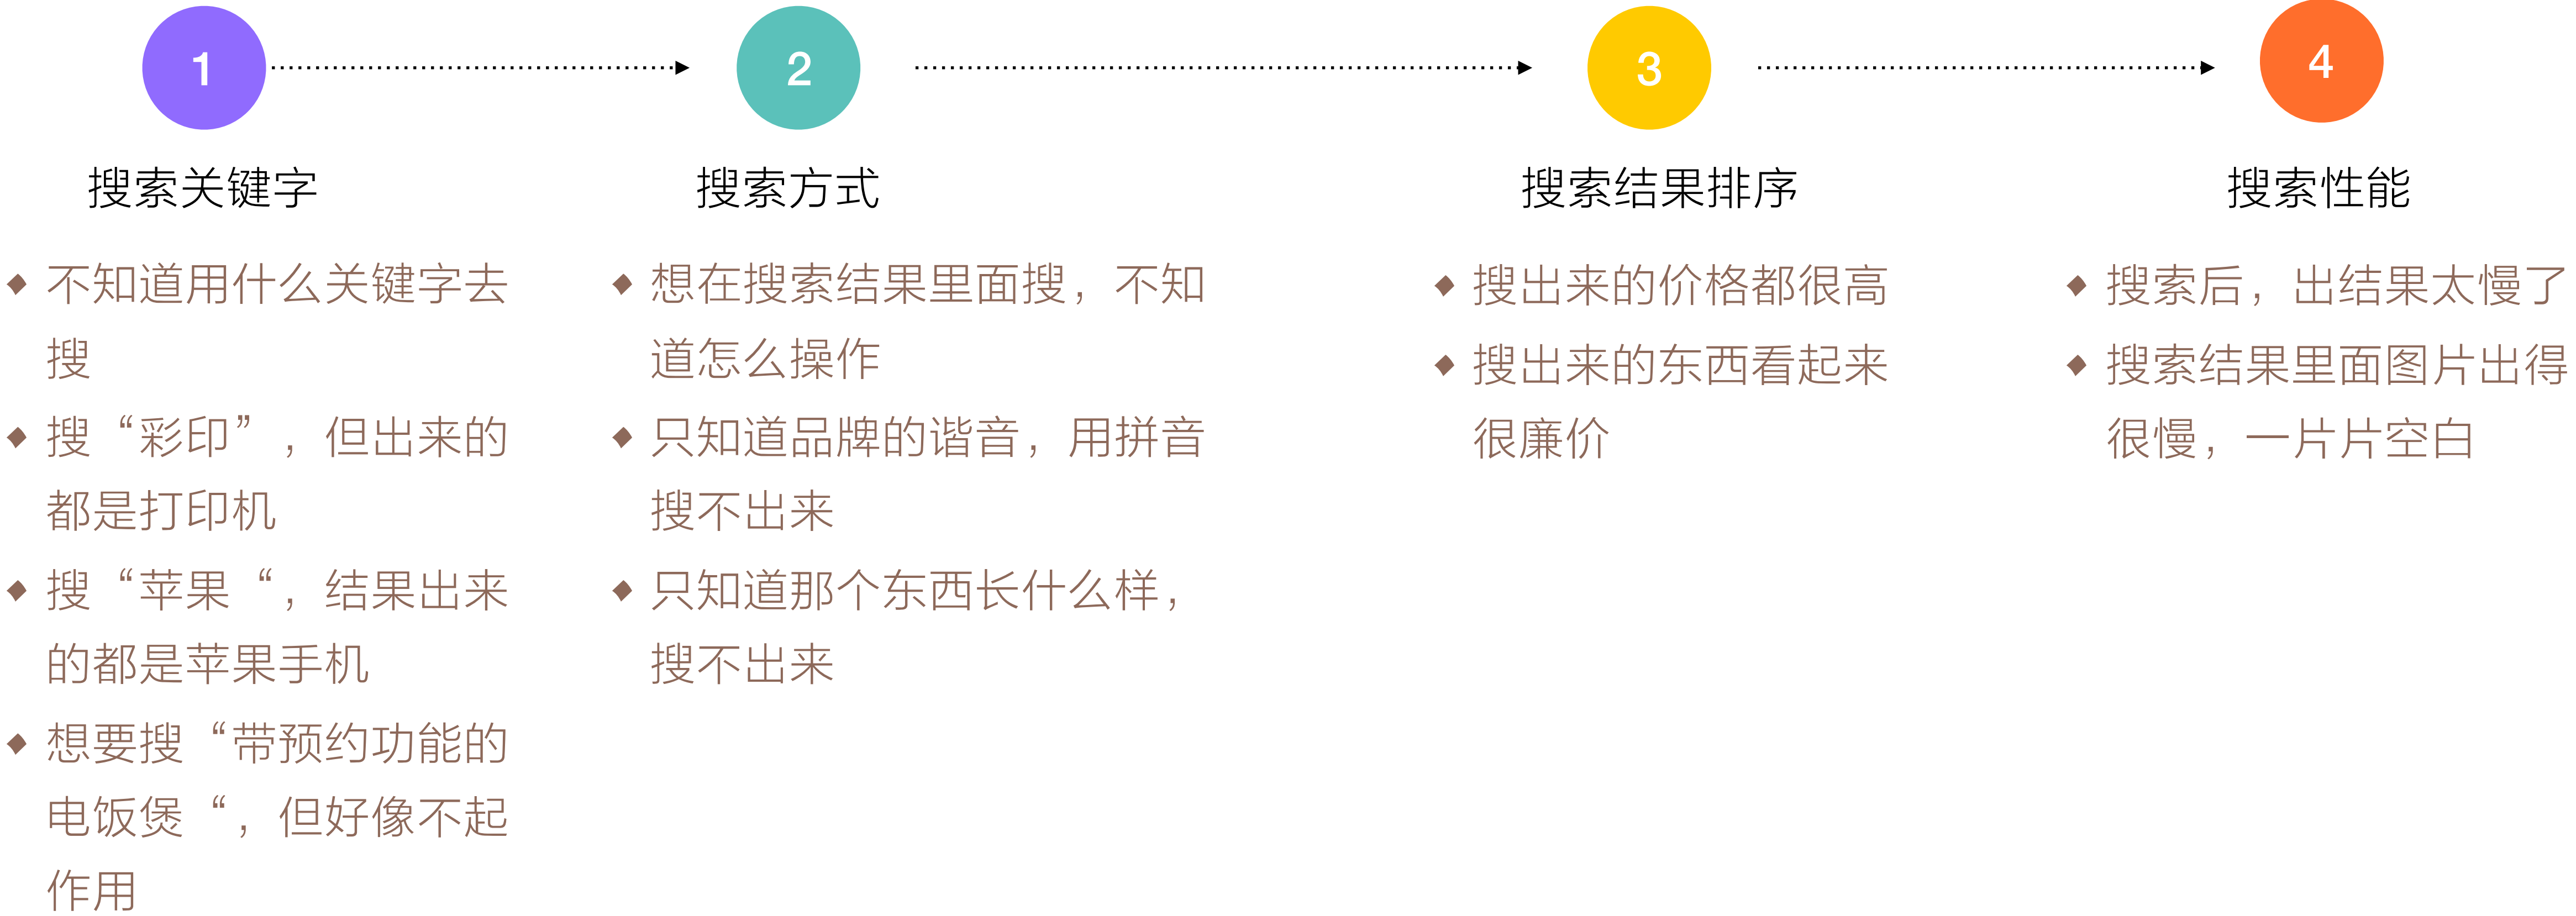 1
搜索关键字
◆ 不知道用什么关键字去
搜
◆ 搜“彩印”，但出来的
都是打印机
◆ 搜“苹果“，结果出来
的都是苹果手机
◆ 想要搜“带预约功能的
电饭煲“，但好像不起
作用
2
搜索方式
◆ 想在搜索结果里面搜，不知
道怎么操作
◆ 只知道品牌的谐音，用拼音
搜不出来
◆ 只知道那个东西长什么样，
搜不出来
3
搜索结果排序
◆ 搜出来的价格都很高
◆ 搜出来的东西看起来
很廉价
4
搜索性能
◆ 搜索后，出结果太慢了
◆ 搜索结果里面图片出得
很慢，一片片空白